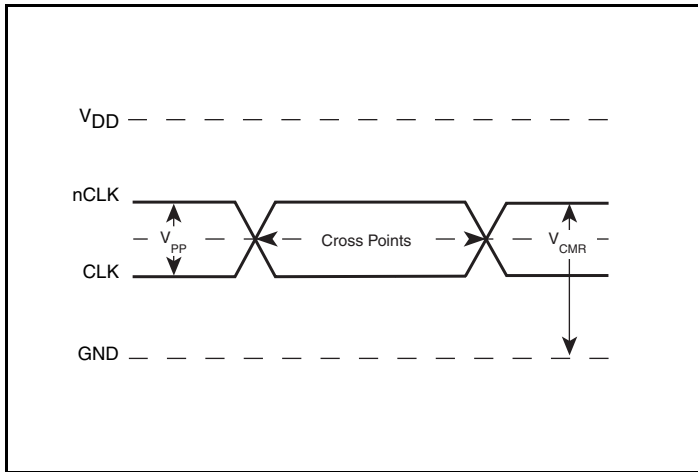 VDD
nCLK
VPP
Cross Points
VCMR
CLK
GND